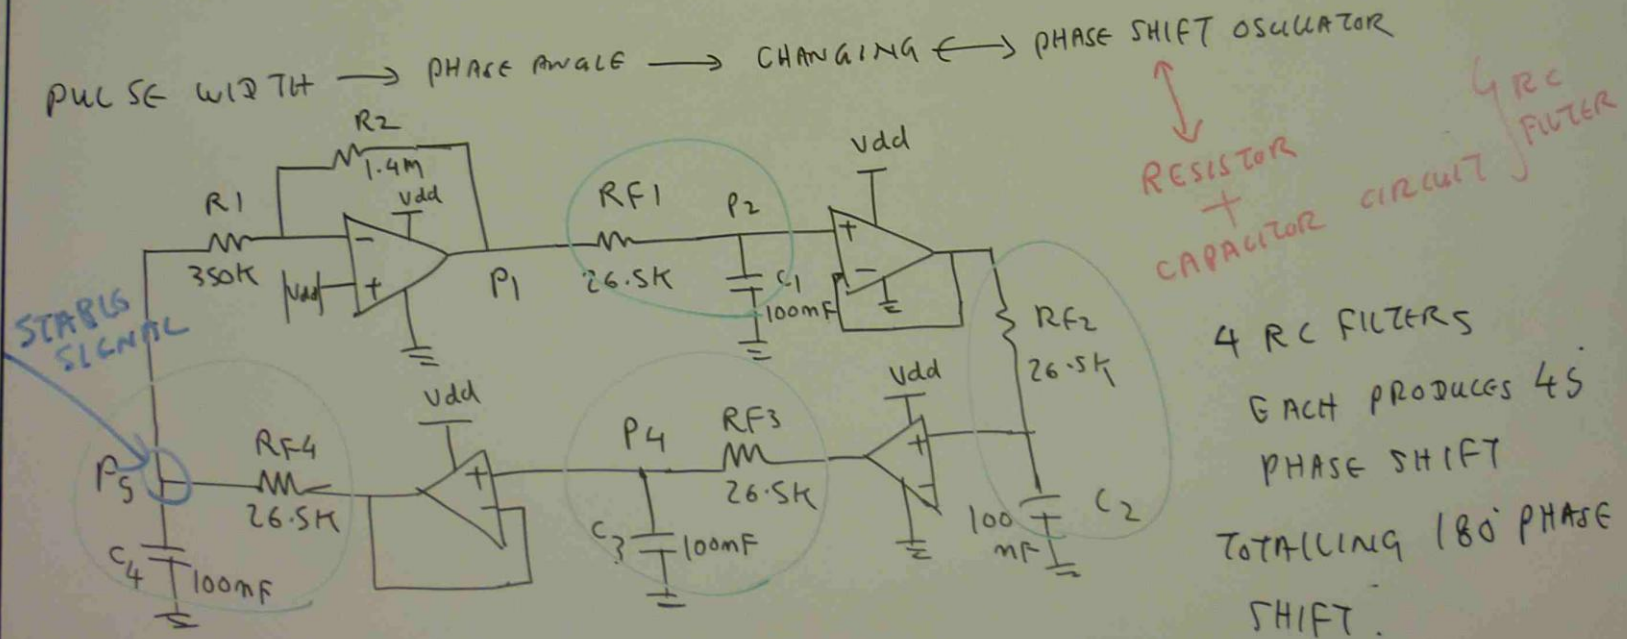 PULSE WIDTH → PHASE ANGLE → CHANGING ↔ PHASE SHIFT OSCILLATOR
4 RC
FILTER
RESISTOR
+
CAPACITOR CIRCUIT
R2
1.4M
Vdd
R1
350K
Vdd
-
+
P1
RF1
26.5K
P2
C1
100mF
Vdd
+
-
RF2
26.5K
C2
100
mF
Vdd
+
-
RF3
26.5K
P4
C3
100mF
Vdd
+
-
RF4
26.5K
P5
C4
100mF
STABLE
SIGNAL
4 RC FILTERS
EACH PRODUCES 45°
PHASE SHIFT
TOTALLING 180° PHASE
SHIFT.